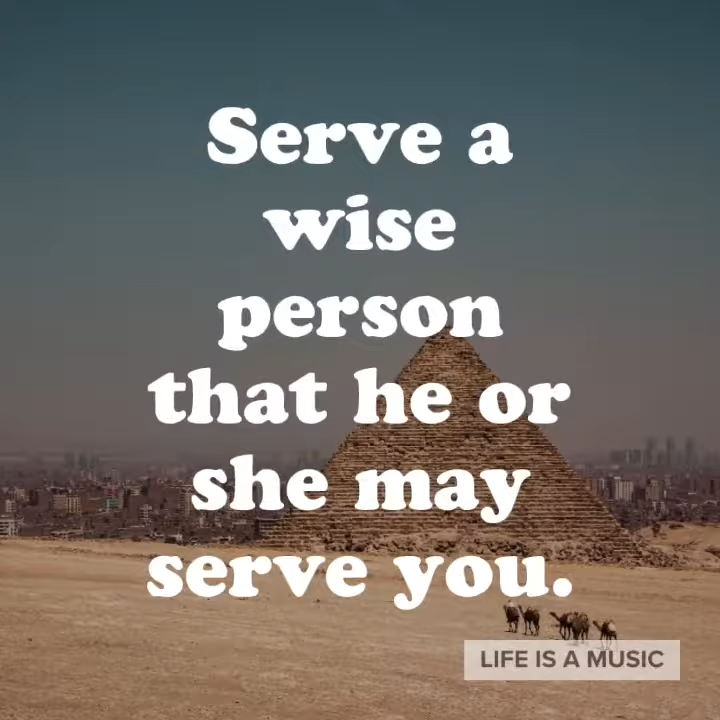 Serve a
wise
person
that he or
she may
serve you.
LIFE IS A MUSIC